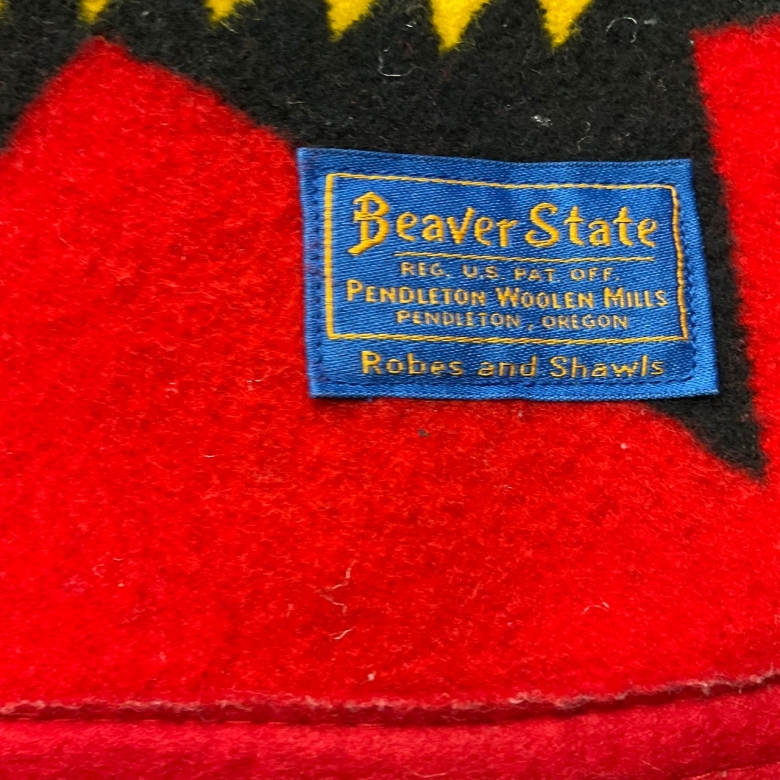 Beaver State
REG. U.S. PAT. OFF.
PENDLETON WOOLEN MILLS
PENDLETON, OREGON
Robes and Shawls